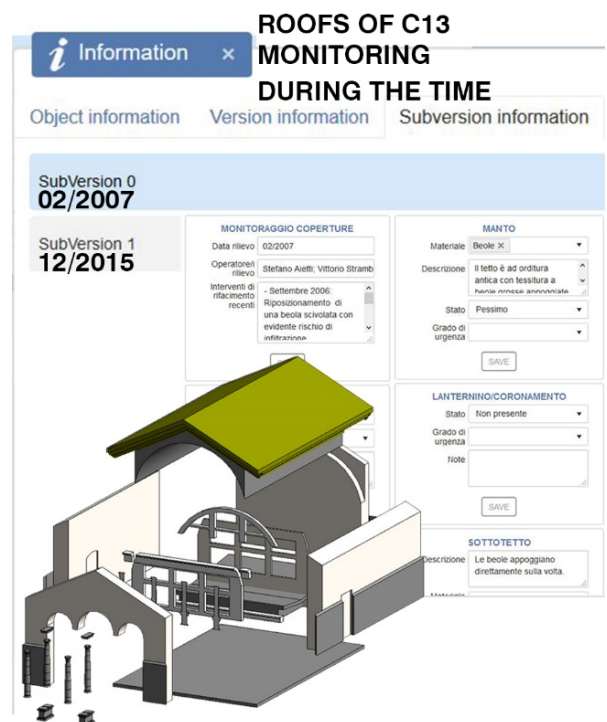 ROOFS OF C13
MONITORING
DURING THE TIME
i Information ×
Object information Version information Subversion information
SubVersion 0
02/2007
SubVersion 1
12/2015
MONITORAGGIO COPERTURE
Data rilievo 02/2007
Operatore/i
rilievo
Stefano Aietti; Vittorio Stramb
Interventi di
rifacimento
recenti
- Settembre 2006:
Riposizionamento di
una beola scivolata con
evidente rischio di
infiltrazione
MANTO
Materiale Beole ×
Descrizione Il tetto è ad orditura
antica con tessitura a
beole grosse appoggiate
Stato Pessimo
Grado di
urgenza
SAVE
LANTERNINO/CORONAMENTO
Stato Non presente
Grado di
urgenza
Note
SAVE
SOTTOTETTO
Descrizione Le beole appoggiano
direttamente sulla volta.